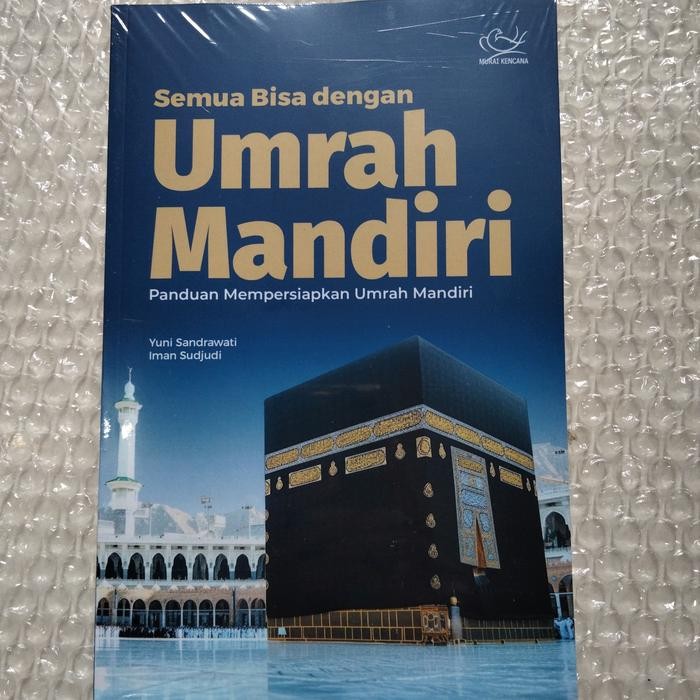 MURAI KENCANA
Semua Bisa dengan
Umrah
Mandiri
Panduan Mempersiapkan Umrah Mandiri
Yuni Sandrawati
Iman Sudjudi